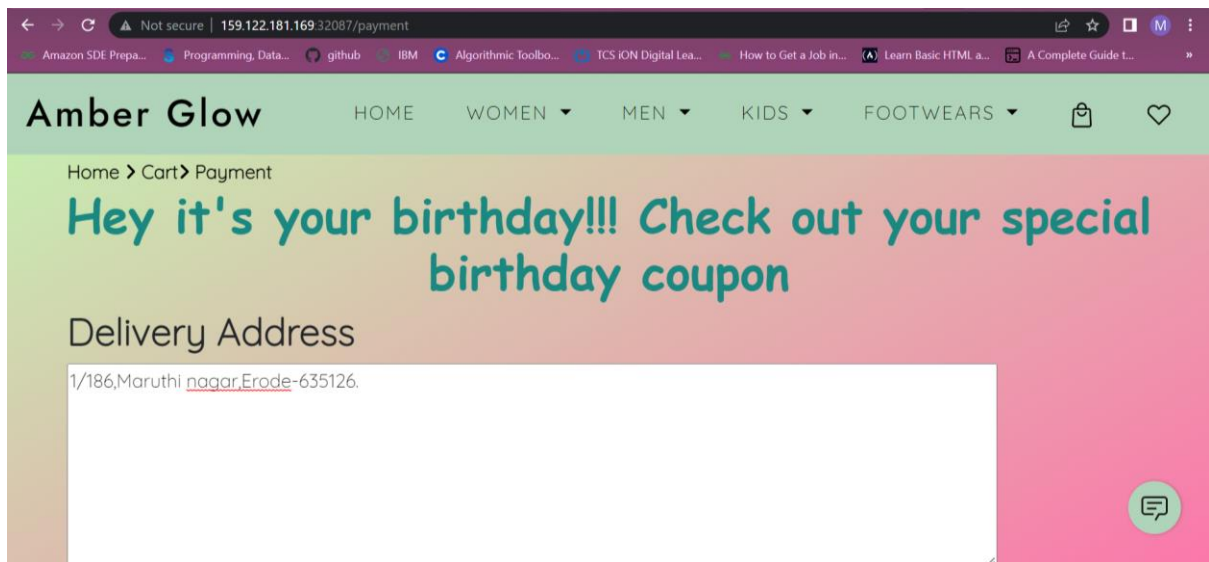 Not secure | 159.122.181.169:32087/payment
M
Amazon SDE Prepa... Programming, Data... github IBM Algorithmic Toolbo... TCS iON Digital Lea... How to Get a Job in... Learn Basic HTML a... A Complete Guide t... »
Amber Glow HOME WOMEN MEN KIDS FOOTWEARS
Home > Cart> Payment
Hey it's your birthday!!! Check out your special
birthday coupon
Delivery Address
1/186,Maruthi nagar,Erode-635126.